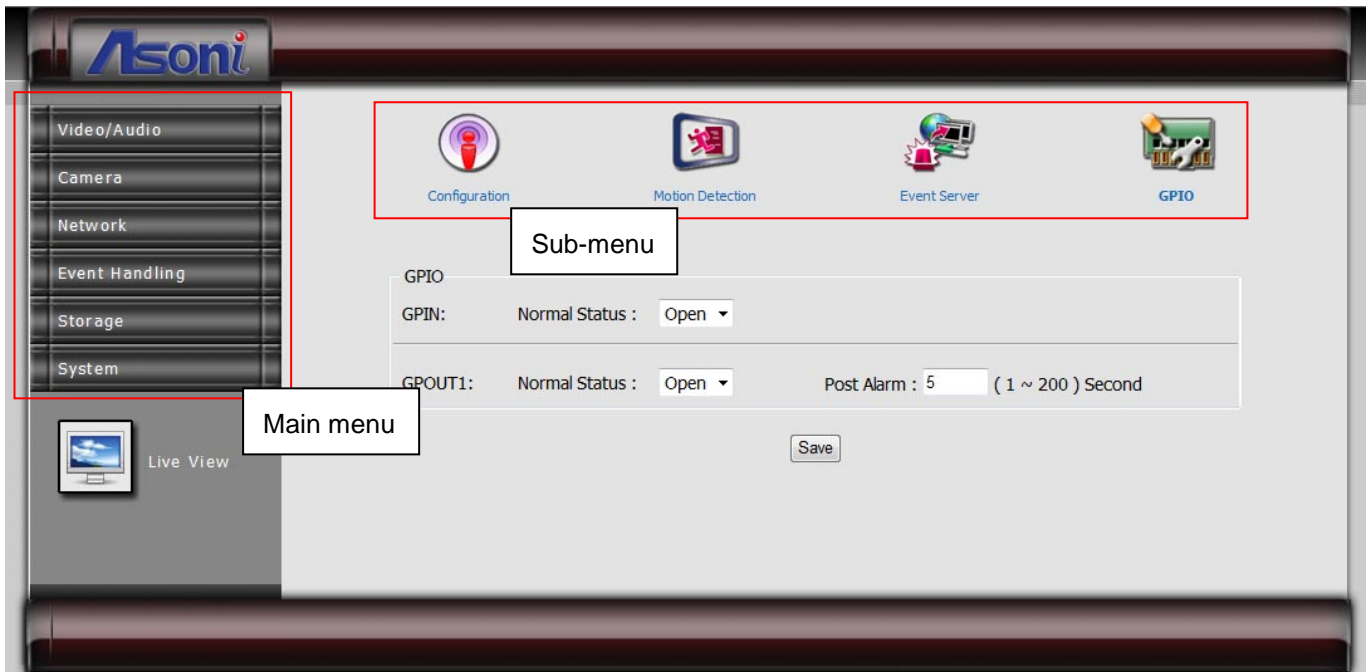 Asoni
Video/Audio
Camera
Network
Event Handling
Storage
System
Main menu
Live View
Configuration
Motion Detection
Event Server
GPIO
Sub-menu
GPIO
GPIN: Normal Status : Open
GPOUT1: Normal Status : Open Post Alarm : 5 ( 1 ~ 200 ) Second
Save